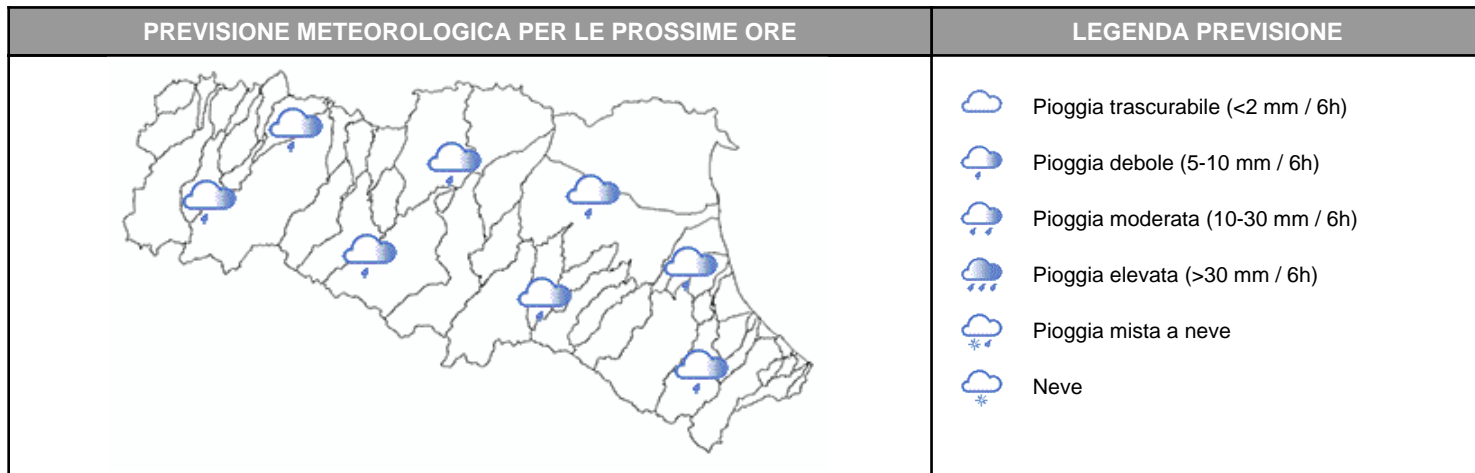 PREVISIONE METEOROLOGICA PER LE PROSSIME ORE
LEGENDA PREVISIONE
Pioggia trascurabile (<2 mm / 6h)
Pioggia debole (5-10 mm / 6h)
Pioggia moderata (10-30 mm / 6h)
Pioggia elevata (>30 mm / 6h)
Pioggia mista a neve
Neve